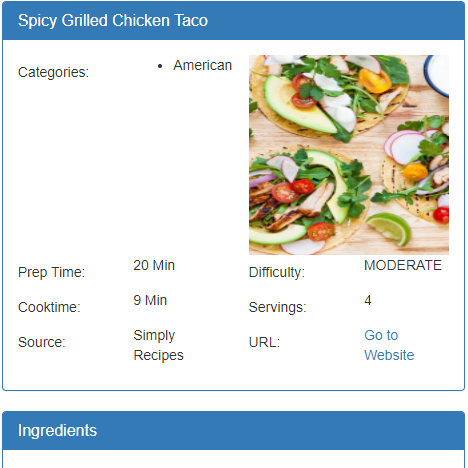 Spicy Grilled Chicken Taco
Categories:
American
Prep Time: 20 Min Difficulty: MODERATE
Cooktime: 9 Min Servings: 4
Source: Simply Recipes URL: Go to Website
Ingredients